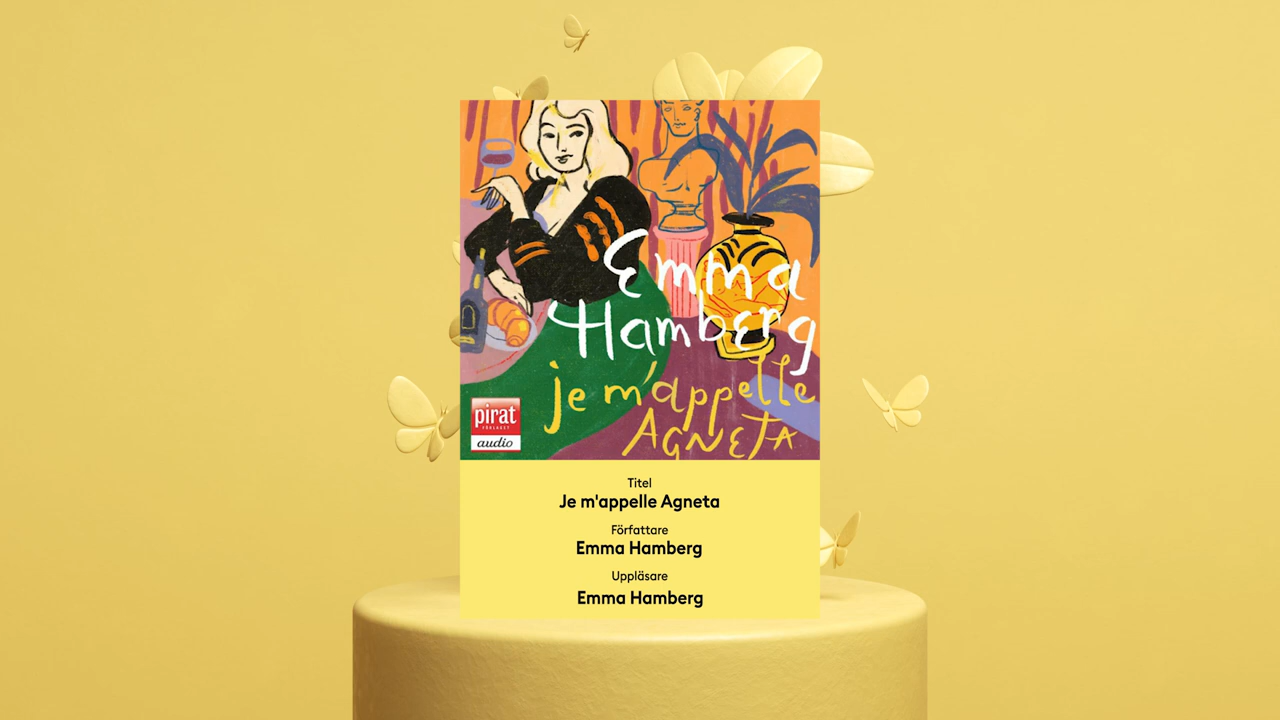 Emma
Hamberg
je m'appelle
AGNETA
pirat
FÖRLAGET
audio
Titel
Je m'appelle Agneta
Författare
Emma Hamberg
Uppläsare
Emma Hamberg